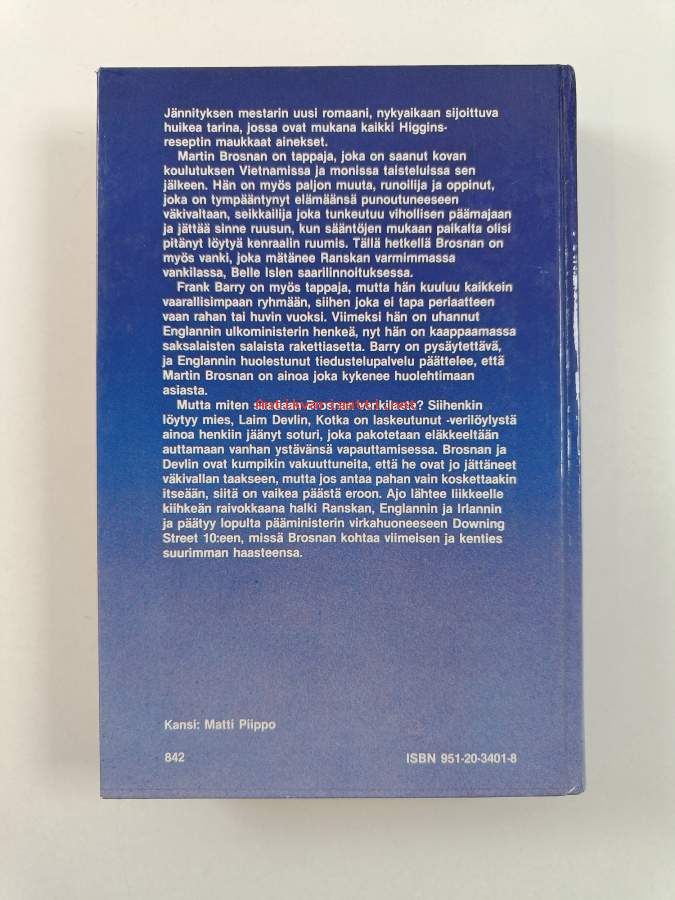 Jännityksen mestarin uusi romaani, nykyaikaan sijoittuva
huikea tarina, jossa ovat mukana kaikki Higgins-
reseptin maukkaat ainekset.
Martin Brosnan on tappaja, joka on saanut kovan
koulutuksen Vietnamissa ja monissa taisteluissa sen
jälkeen. Hän on myös paljon muuta, runoilija ja oppinut,
joka on tympääntynyt elämäänsä punoutuneeseen
väkivaltaan, seikkailija joka tunkeutuu vihollisen päämajaan
ja jättää sinne ruusun, kun sääntöjen mukaan paikalta olisi
pitänyt löytyä kenraalin ruumis. Tällä hetkellä Brosnan on
myös vanki, joka mätänee Ranskan varmimmassa
vankilassa, Belle Islen saarilinnoituksessa.
Frank Barry on myös tappaja, mutta hän kuuluu kaikkein
vaarallisimpaan ryhmään, siihen joka ei tapa periaatteen
vaan rahan tai huvin vuoksi. Viimeksi hän on uhannut
Englannin ulkoministerin henkeä, nyt hän on kaappaamassa
saksalaisten salaista rakettiasetta. Barry on pysäytettävä,
ja Englannin huolestunut tiedustelupalvelu päättelee, että
Martin Brosnan on ainoa joka kykenee huolehtimaan
asiasta.
Mutta miten saadaan Brosnan vankilasta? Siihenkin
löytyy mies, Laim Devlin, Kotka on laskeutunut -verilöylystä
ainoa henkiin jäänyt soturi, joka pakotetaan eläkkeeltään
auttamaan vanhan ystävänsä vapauttamisessa. Brosnan ja
Devlin ovat kumpikin vakuuttuneita, että he ovat jo jättäneet
väkivallan taakseen, mutta jos antaa pahan vain koskettaakin
itseään, siitä on vaikea päästä eroon. Ajo lähtee liikkeelle
kiihkeän raivokkaana halki Ranskan, Englannin ja Irlannin
ja päätyy lopulta pääministerin virkahuoneeseen Downing
Street 10:een, missä Brosnan kohtaa viimeisen ja kenties
suurimman haasteensa.
Kansi: Matti Piippo
842 ISBN 951-20-3401-8